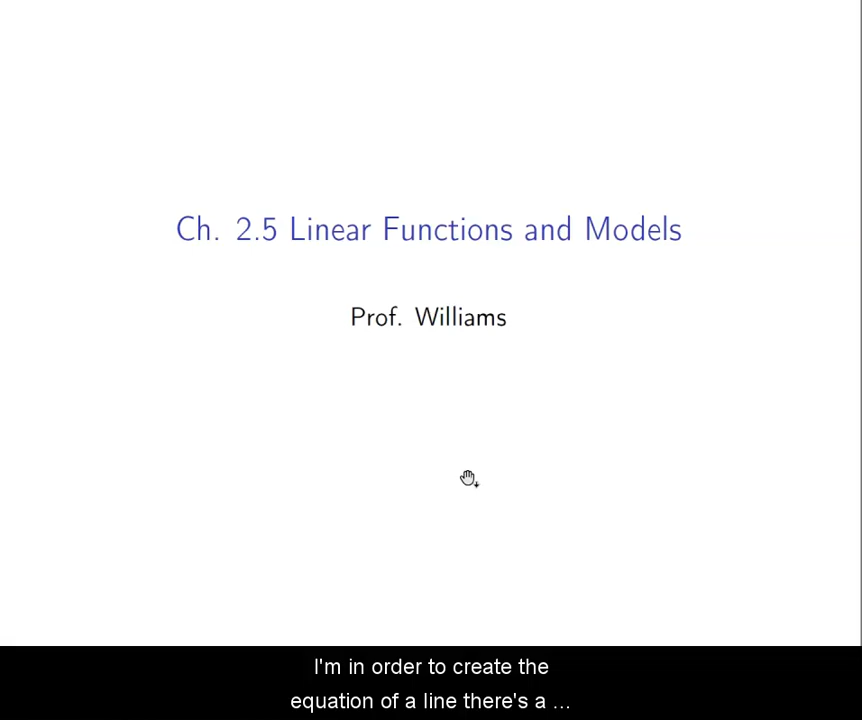 Ch. 2.5 Linear Functions and Models
Prof. Williams
I'm in order to create the
equation of a line there's a ...